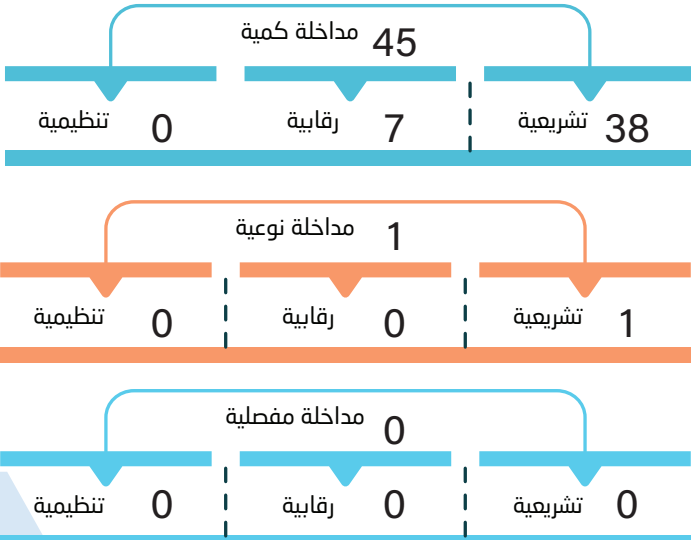 45 مداخلة كمية
38 تشريعية 7 رقابية 0 تنظيمية
1 مداخلة نوعية
1 تشريعية 0 رقابية 0 تنظيمية
0 مداخلة مفصلية
0 تشريعية 0 رقابية 0 تنظيمية